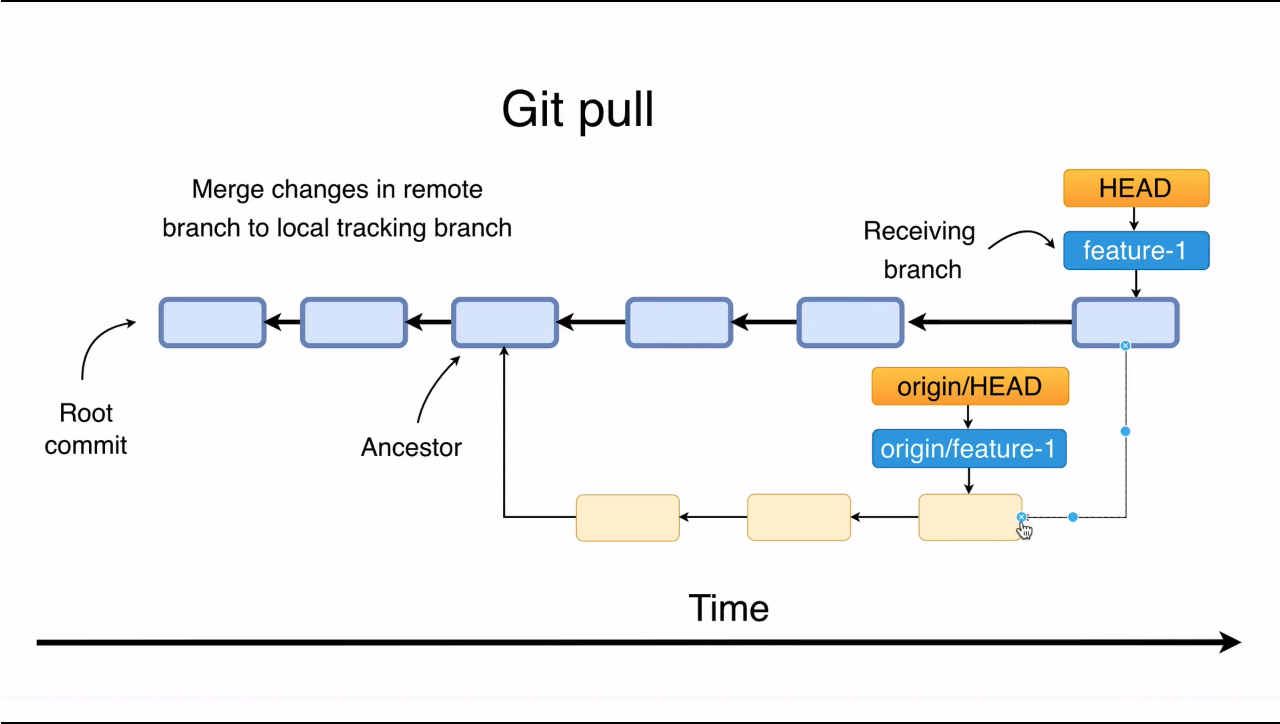 Git pull
Merge changes in remote
branch to local tracking branch
HEAD
Receiving
branch
feature-1
origin/HEAD
Root
commit
Ancestor
origin/feature-1
Time